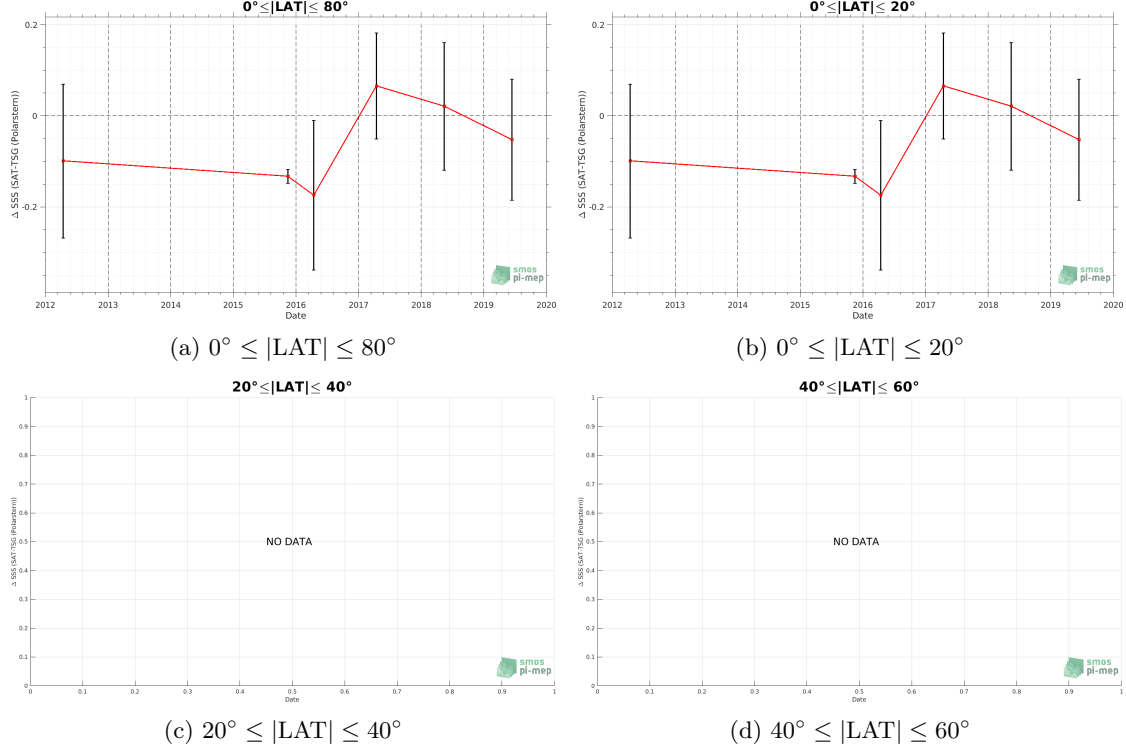 0°≤|LAT|≤ 80°
0.2
0
-0.2
Δ SSS (SAT-TSG (Polarstern))
2012 2013 2014 2015 2016 2017 2018 2019 2020
Date
smos
pi-mep
(a) 0° ≤ |LAT| ≤ 80°
0°≤|LAT|≤ 20°
0.2
0
-0.2
Δ SSS (SAT-TSG (Polarstern))
2012 2013 2014 2015 2016 2017 2018 2019 2020
Date
smos
pi-mep
(b) 0° ≤ |LAT| ≤ 20°
20°≤|LAT|≤ 40°
1
0.9
0.8
0.7
0.6
0.5
0.4
0.3
0.2
0.1
0
Δ SSS (SAT-TSG (Polarstern))
NO DATA
0 0.1 0.2 0.3 0.4 0.5 0.6 0.7 0.8 0.9 1
Date
smos
pi-mep
(c) 20° ≤ |LAT| ≤ 40°
40°≤|LAT|≤ 60°
1
0.9
0.8
0.7
0.6
0.5
0.4
0.3
0.2
0.1
0
Δ SSS (SAT-TSG (Polarstern))
NO DATA
0 0.1 0.2 0.3 0.4 0.5 0.6 0.7 0.8 0.9 1
Date
smos
pi-mep
(d) 40° ≤ |LAT| ≤ 60°